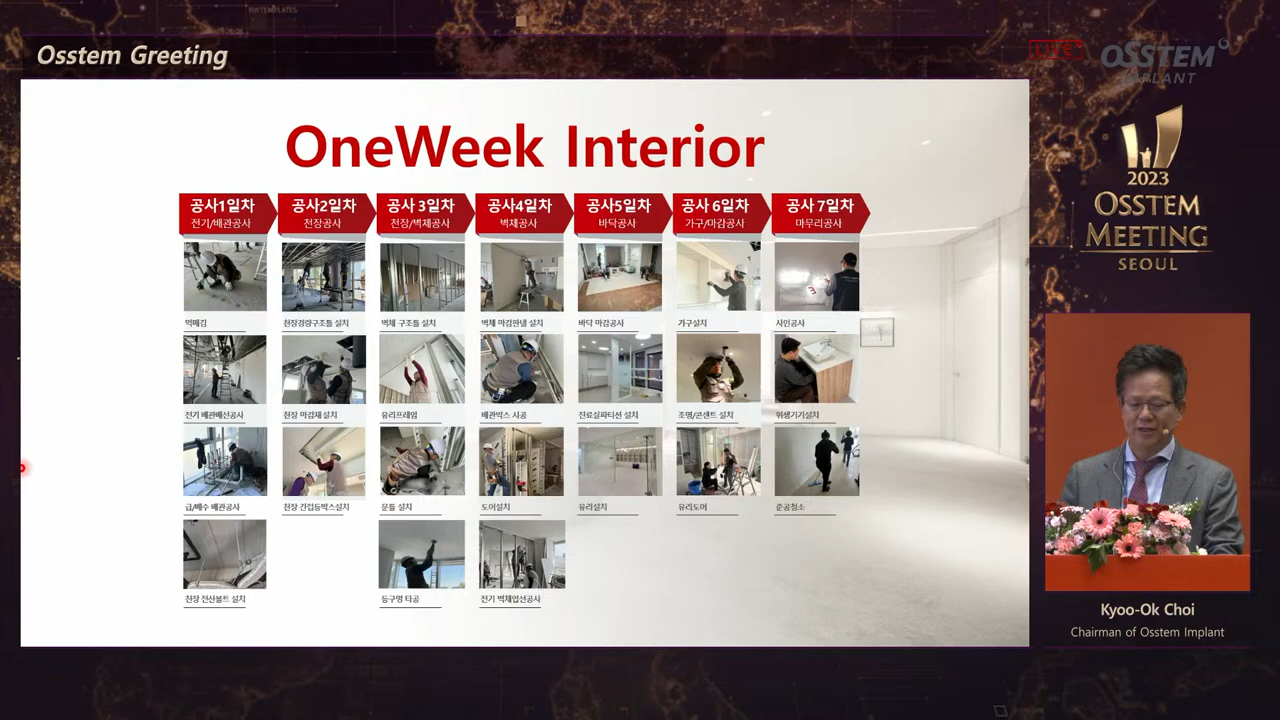 RWTEMPLATES
Osstem Greeting
LIVE
OSSTEM
IMPLANT
OneWeek Interior
공사1일차
전기/배관공사
공사2일차
천장공사
공사 3일차
천장/벽체공사
공사4일차
벽체공사
공사5일차
바닥공사
공사 6일차
가구/마감공사
공사 7일차
마무리공사
먹매김
천장경량구조틀 설치
벽체 구조틀 설치
벽체 마감판넬 설치
바닥 마감공사
가구설치
사인공사
전기 배관배선공사
천장 마감재 설치
유리프레임
배관박스 시공
진료실파티션 설치
조명/콘센트 설치
위생기기설치
급/배수 배관공사
천장 간접등박스설치
문틀 설치
도어설치
유리설치
유리도어
준공청소
천장 전산볼트 설치
등구멍 타공
전기 벽체입선공사
2023
OSSTEM
MEETING
SEOUL
Kyoo-Ok Choi
Chairman of Osstem Implant